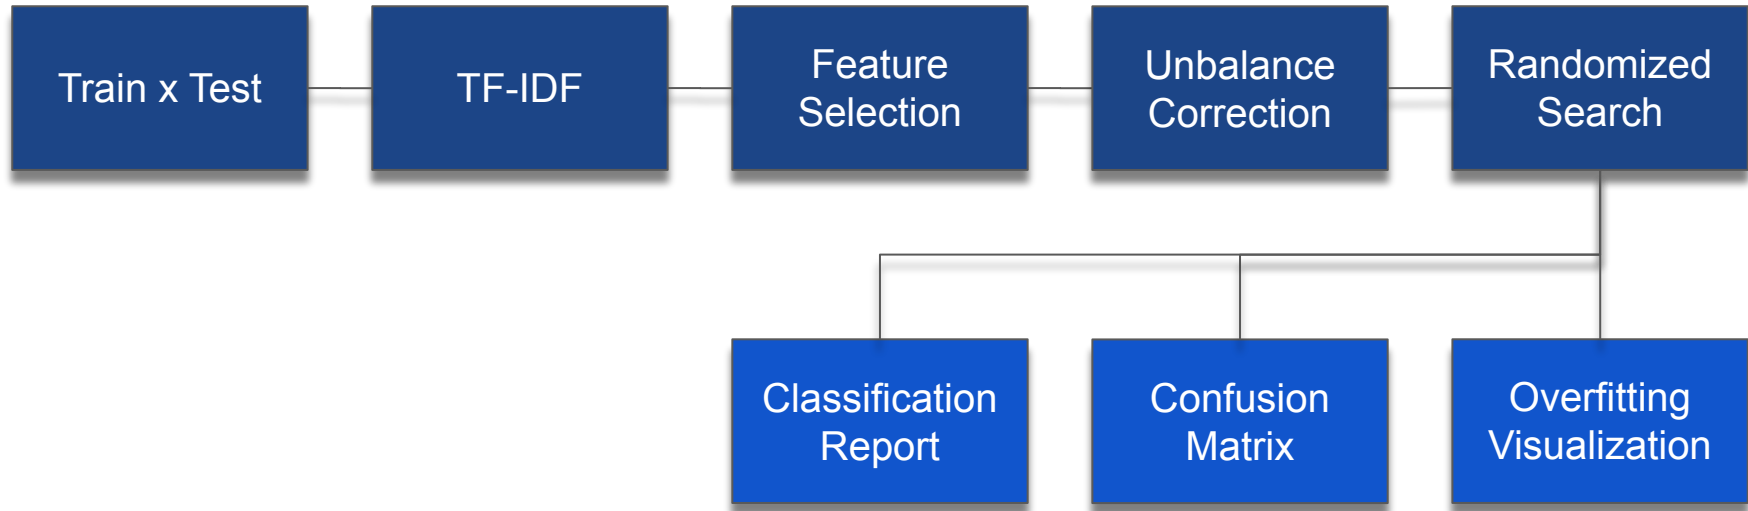 Train x Test
TF-IDF
Feature
Selection
Unbalance
Correction
Randomized
Search
Classification
Report
Confusion
Matrix
Overfitting
Visualization